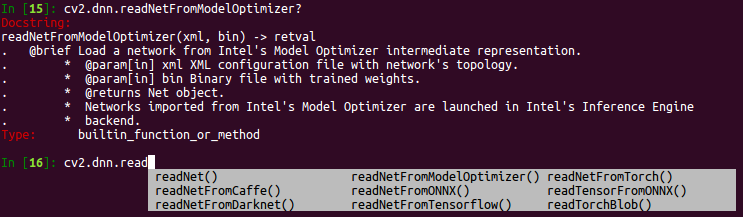 In [15]: cv2.dnn.readNetFromModelOptimizer?
Docstring:
readNetFromModelOptimizer(xml, bin) -> retval
.   @brief Load a network from Intel's Model Optimizer intermediate representation.
.       *  @param[in] xml XML configuration file with network's topology.
.       *  @param[in] bin Binary file with trained weights.
.       *  @returns Net object.
.       *  Networks imported from Intel's Model Optimizer are launched in Intel's Inference Engine
.       *  backend.
Type:      builtin_function_or_method
In [16]: cv2.dnn.read
readNet() readNetFromModelOptimizer() readNetFromTorch()
readNetFromCaffe() readNetFromONNX() readTensorFromONNX()
readNetFromDarknet() readNetFromTensorflow() readTorchBlob()